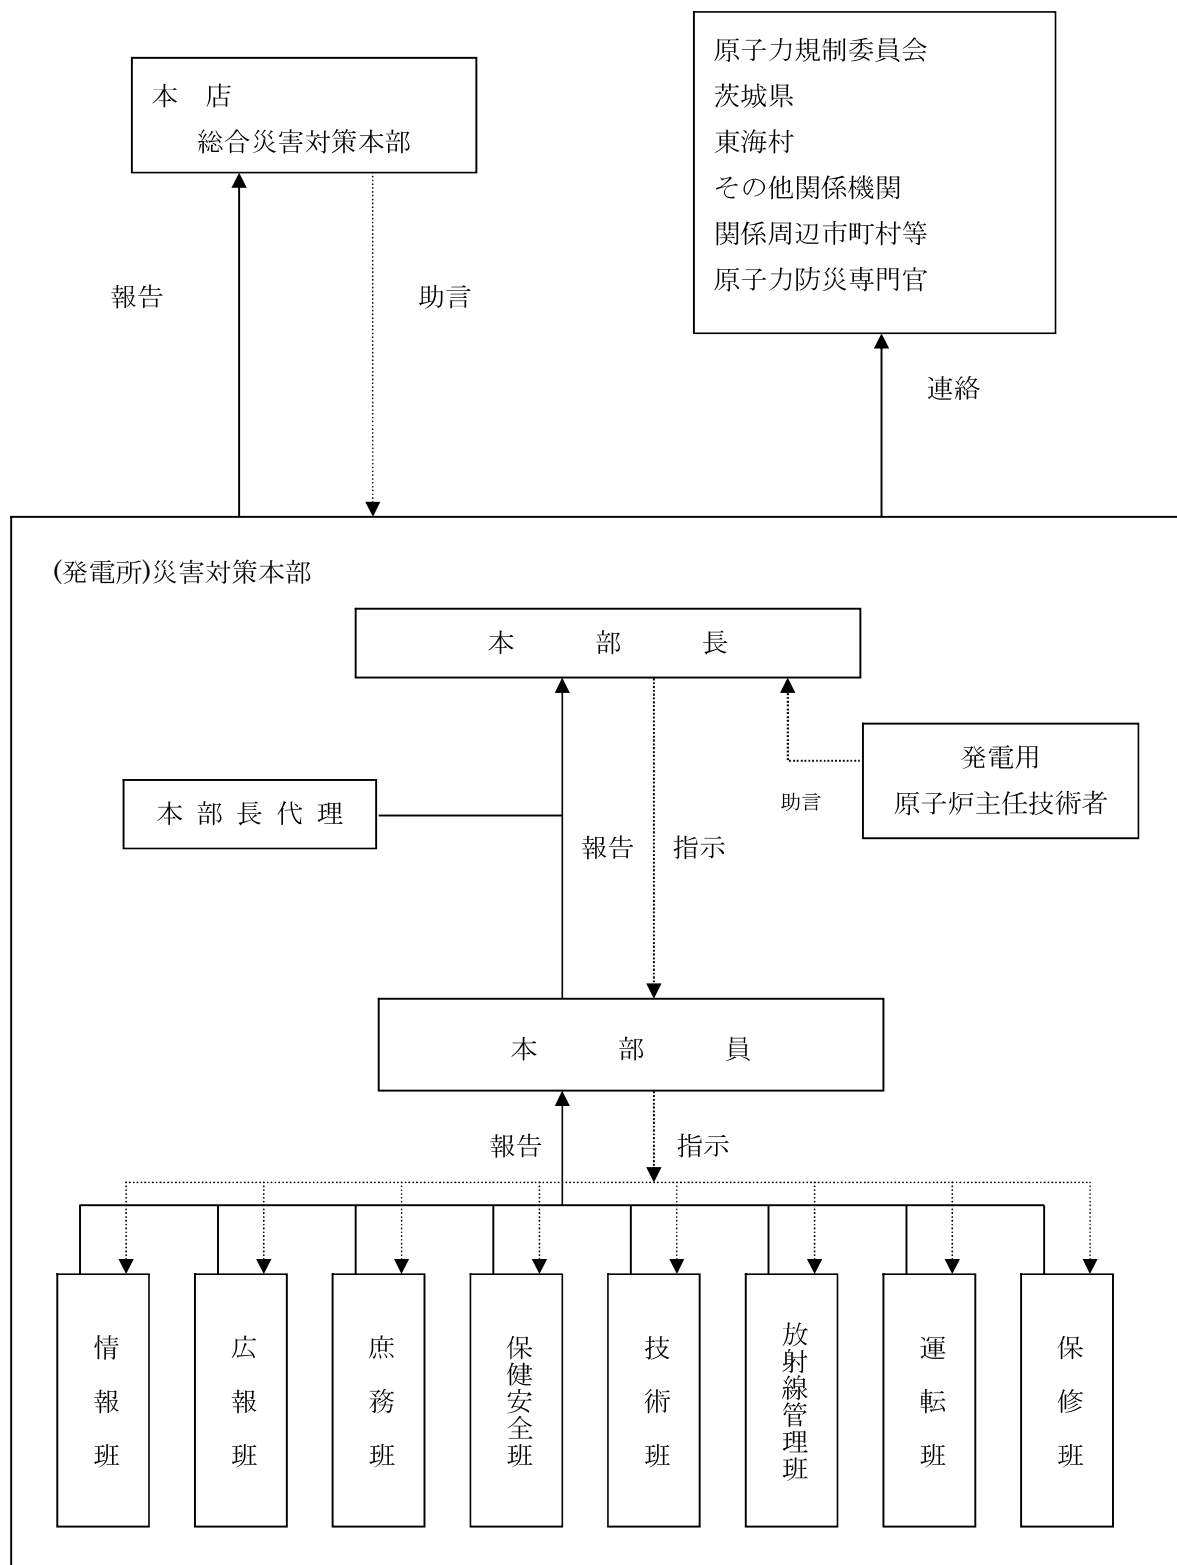 本　店
総合災害対策本部
原子力規制委員会
茨城県
東海村
その他関係機関
関係周辺市町村等
原子力防災専門官
報告
助言
連絡
(発電所)災害対策本部
本　部　長
発電用
原子炉主任技術者
助言
本部長代理
報告
指示
本　部　員
報告
指示
情報班
広報班
庶務班
保健安全班
技術班
放射線管理班
運転班
保修班